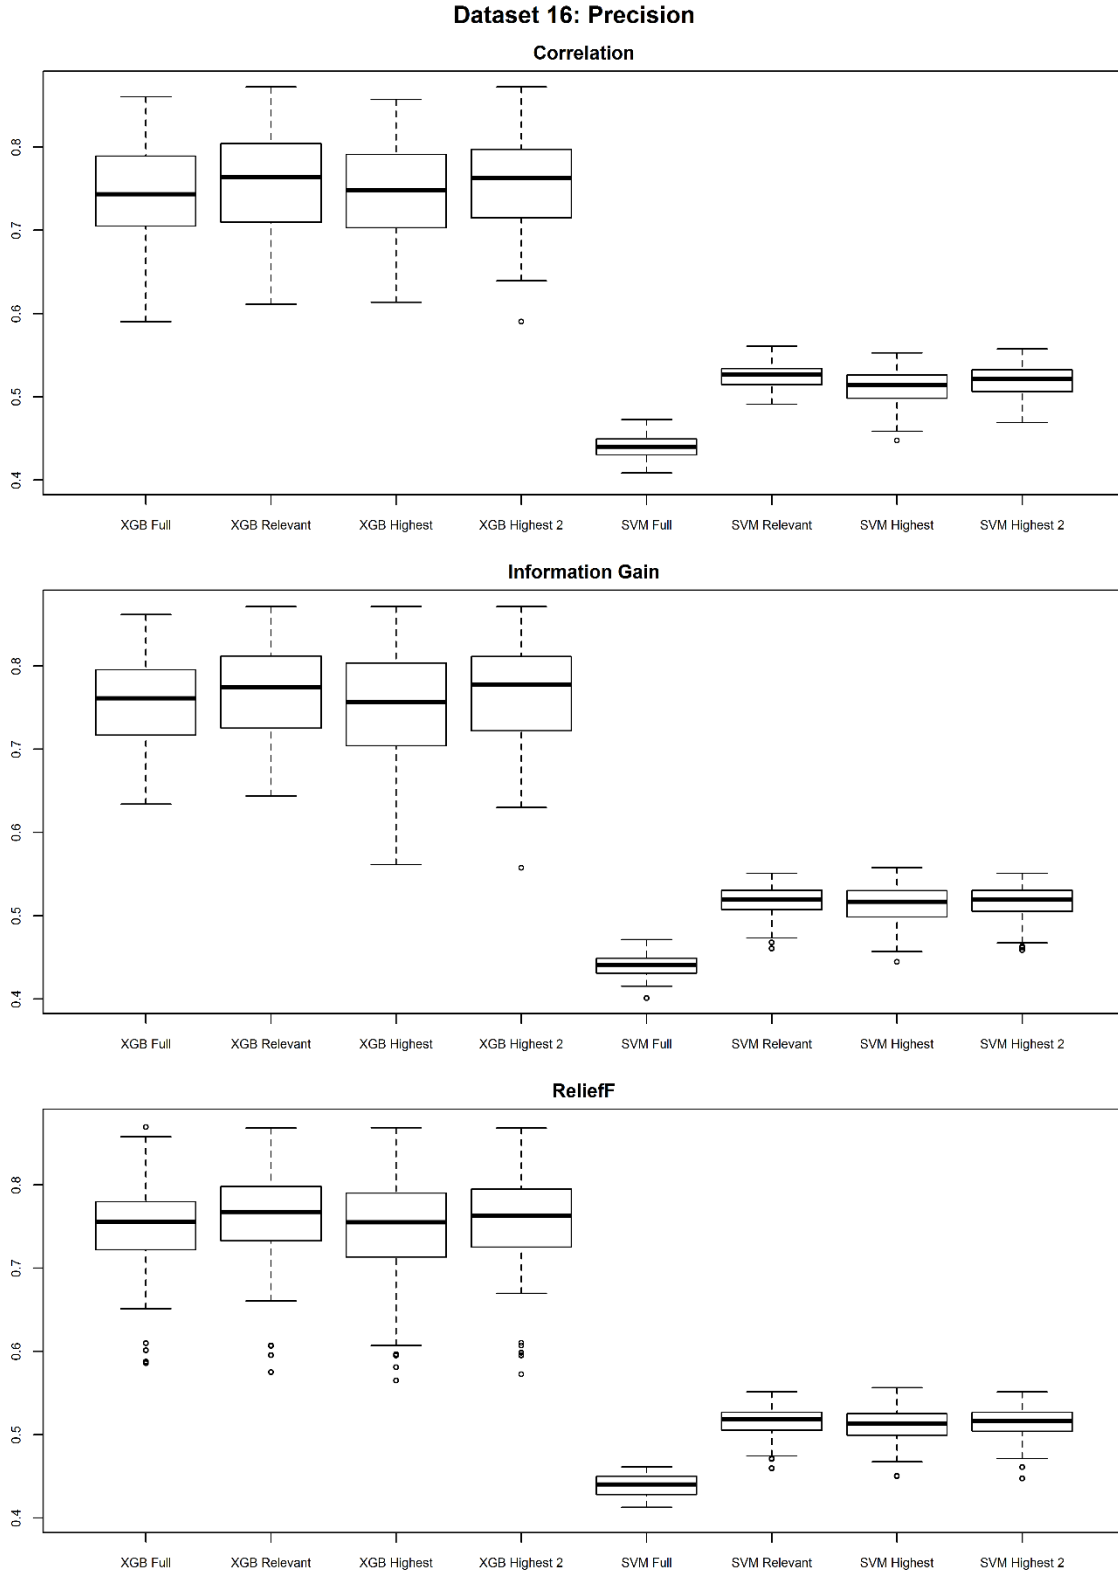 Dataset 16: Precision
Correlation
0.8
0.7
0.6
0.5
0.4
XGB Full XGB Relevant XGB Highest XGB Highest 2 SVM Full SVM Relevant SVM Highest SVM Highest 2
Information Gain
0.8
0.7
0.6
0.5
0.4
XGB Full XGB Relevant XGB Highest XGB Highest 2 SVM Full SVM Relevant SVM Highest SVM Highest 2
ReliefF
0.8
0.7
0.6
0.5
0.4
XGB Full XGB Relevant XGB Highest XGB Highest 2 SVM Full SVM Relevant SVM Highest SVM Highest 2